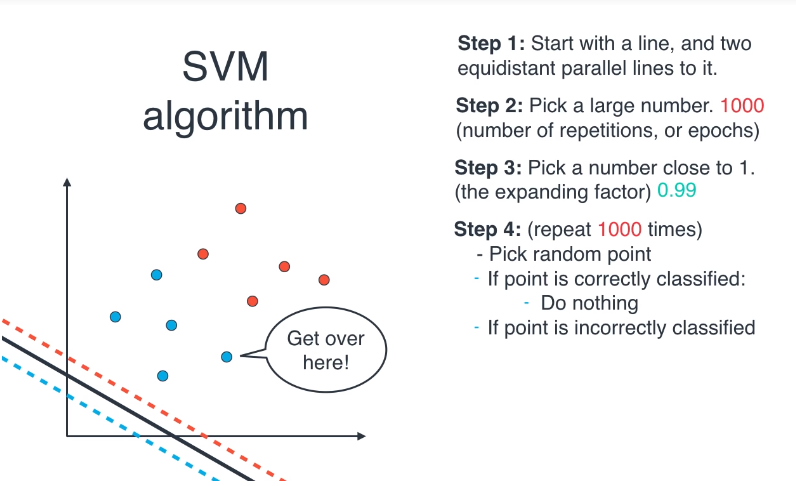 SVM
algorithm
Step 1: Start with a line, and two
equidistant parallel lines to it.
Step 2: Pick a large number. 1000
(number of repetitions, or epochs)
Step 3: Pick a number close to 1.
(the expanding factor) 0.99
Step 4: (repeat 1000 times)
- Pick random point
- If point is correctly classified:
- Do nothing
- If point is incorrectly classified
Get over
here!